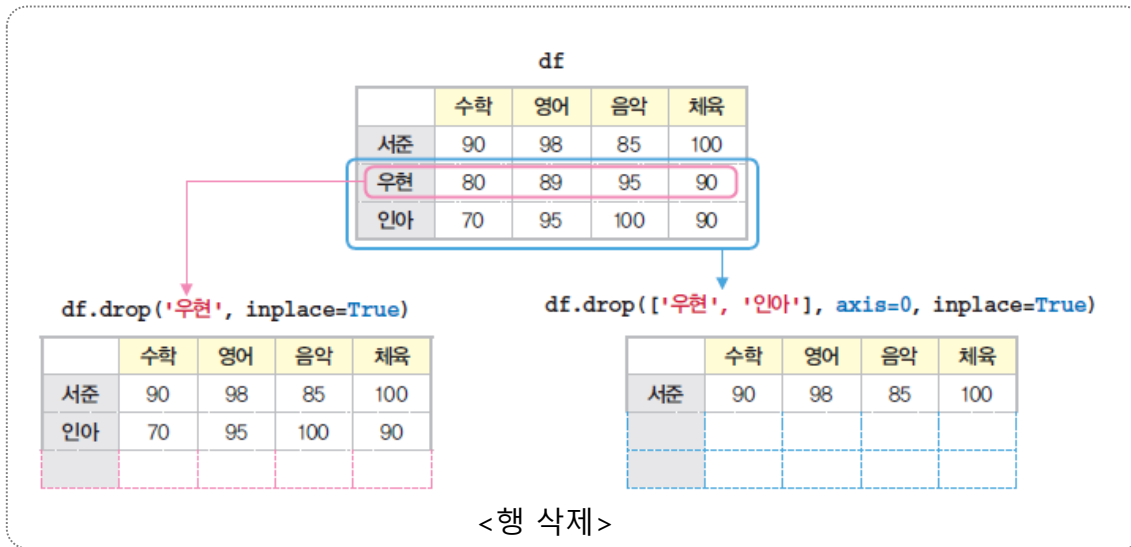 df
수학 영어 음악 체육
서준 90 98 85 100
우현 80 89 95 90
인아 70 95 100 90
df.drop('우현', inplace=True)
수학 영어 음악 체육
서준 90 98 85 100
인아 70 95 100 90
df.drop(['우현', '인아'], axis=0, inplace=True)
수학 영어 음악 체육
서준 90 98 85 100
<행 삭제>